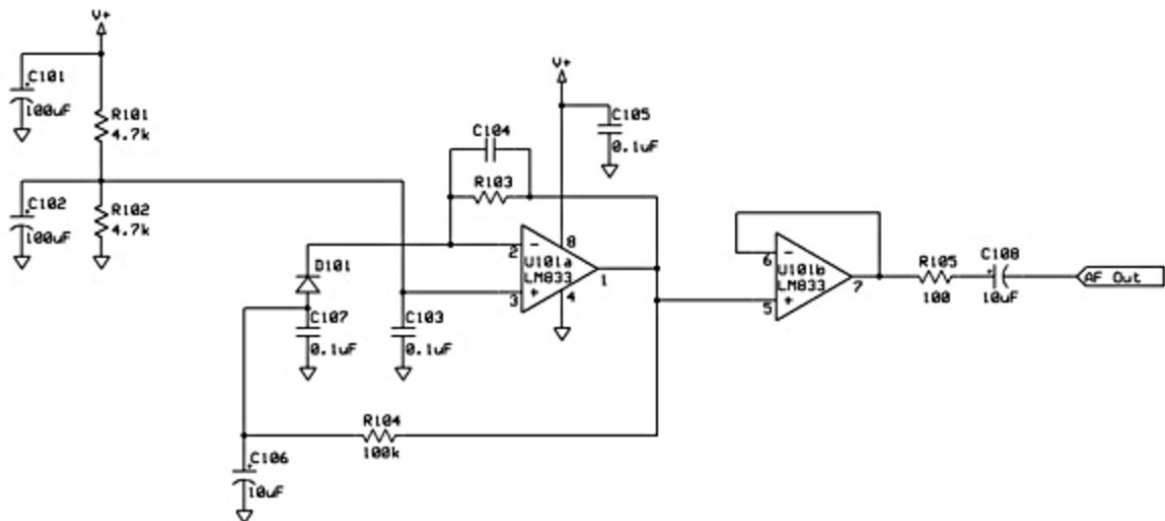 V+
C101
100uF
R101
4.7k
C102
100uF
R102
4.7k
V+
C105
0.1uF
C104
R103
D101
C107
0.1uF
C103
0.1uF
2
-
8
U101a
LM833
1
3
+
4
R104
100k
C106
10uF
6
-
U101b
LM833
7
5
+
R105
100
C108
+
10uF
AF Out